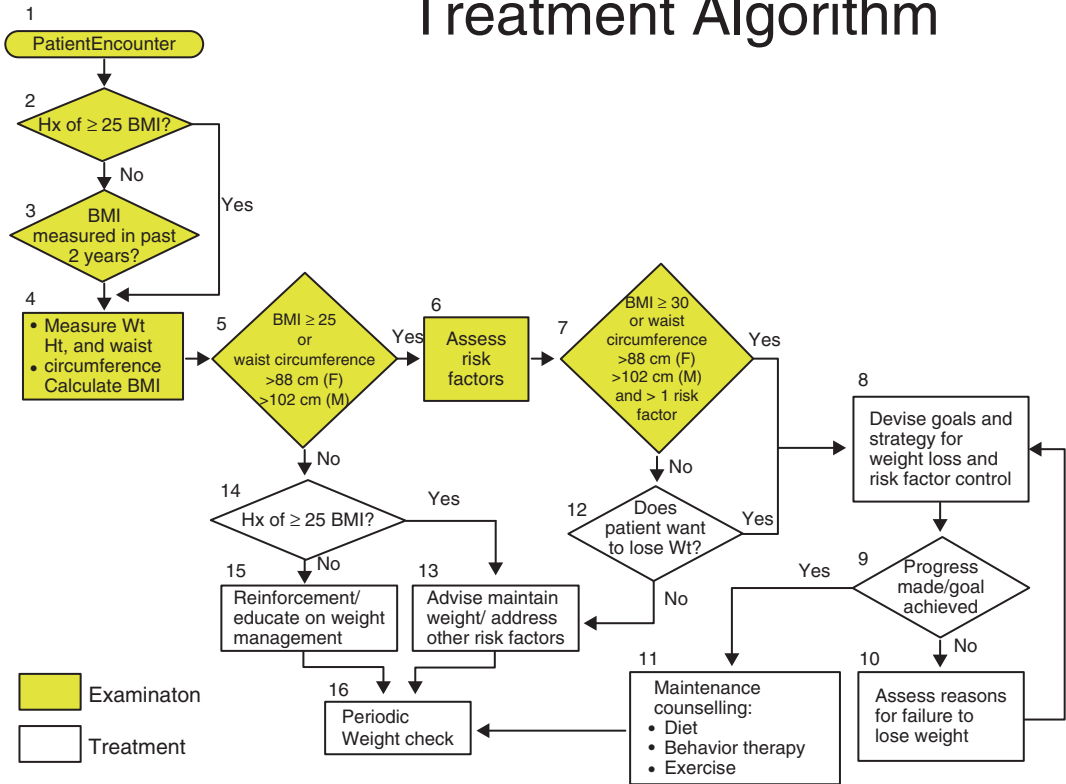 Treatment Algorithm
1
PatientEncounter
2
Hx of ≥ 25 BMI?
No
Yes
3
BMI
measured in past
2 years?
4
• Measure Wt
Ht, and waist
• circumference
Calculate BMI
5
BMI ≥ 25
or
waist circumference
>88 cm (F)
>102 cm (M)
Yes
No
6
Assess
risk
factors
7
BMI ≥ 30
or waist
circumference
>88 cm (F)
>102 cm (M)
and > 1 risk
factor
Yes
No
8
Devise goals and
strategy for
weight loss and
risk factor control
14
Hx of ≥ 25 BMI?
Yes
No
12
Does
patient want
to lose Wt?
Yes
No
9
Progress
made/goal
achieved
Yes
No
15
Reinforcement/
educate on weight
management
13
Advise maintain
weight/ address
other risk factors
10
Assess reasons
for failure to
lose weight
11
Maintenance
counselling:
• Diet
• Behavior therapy
• Exercise
16
Periodic
Weight check
Examinaton
Treatment